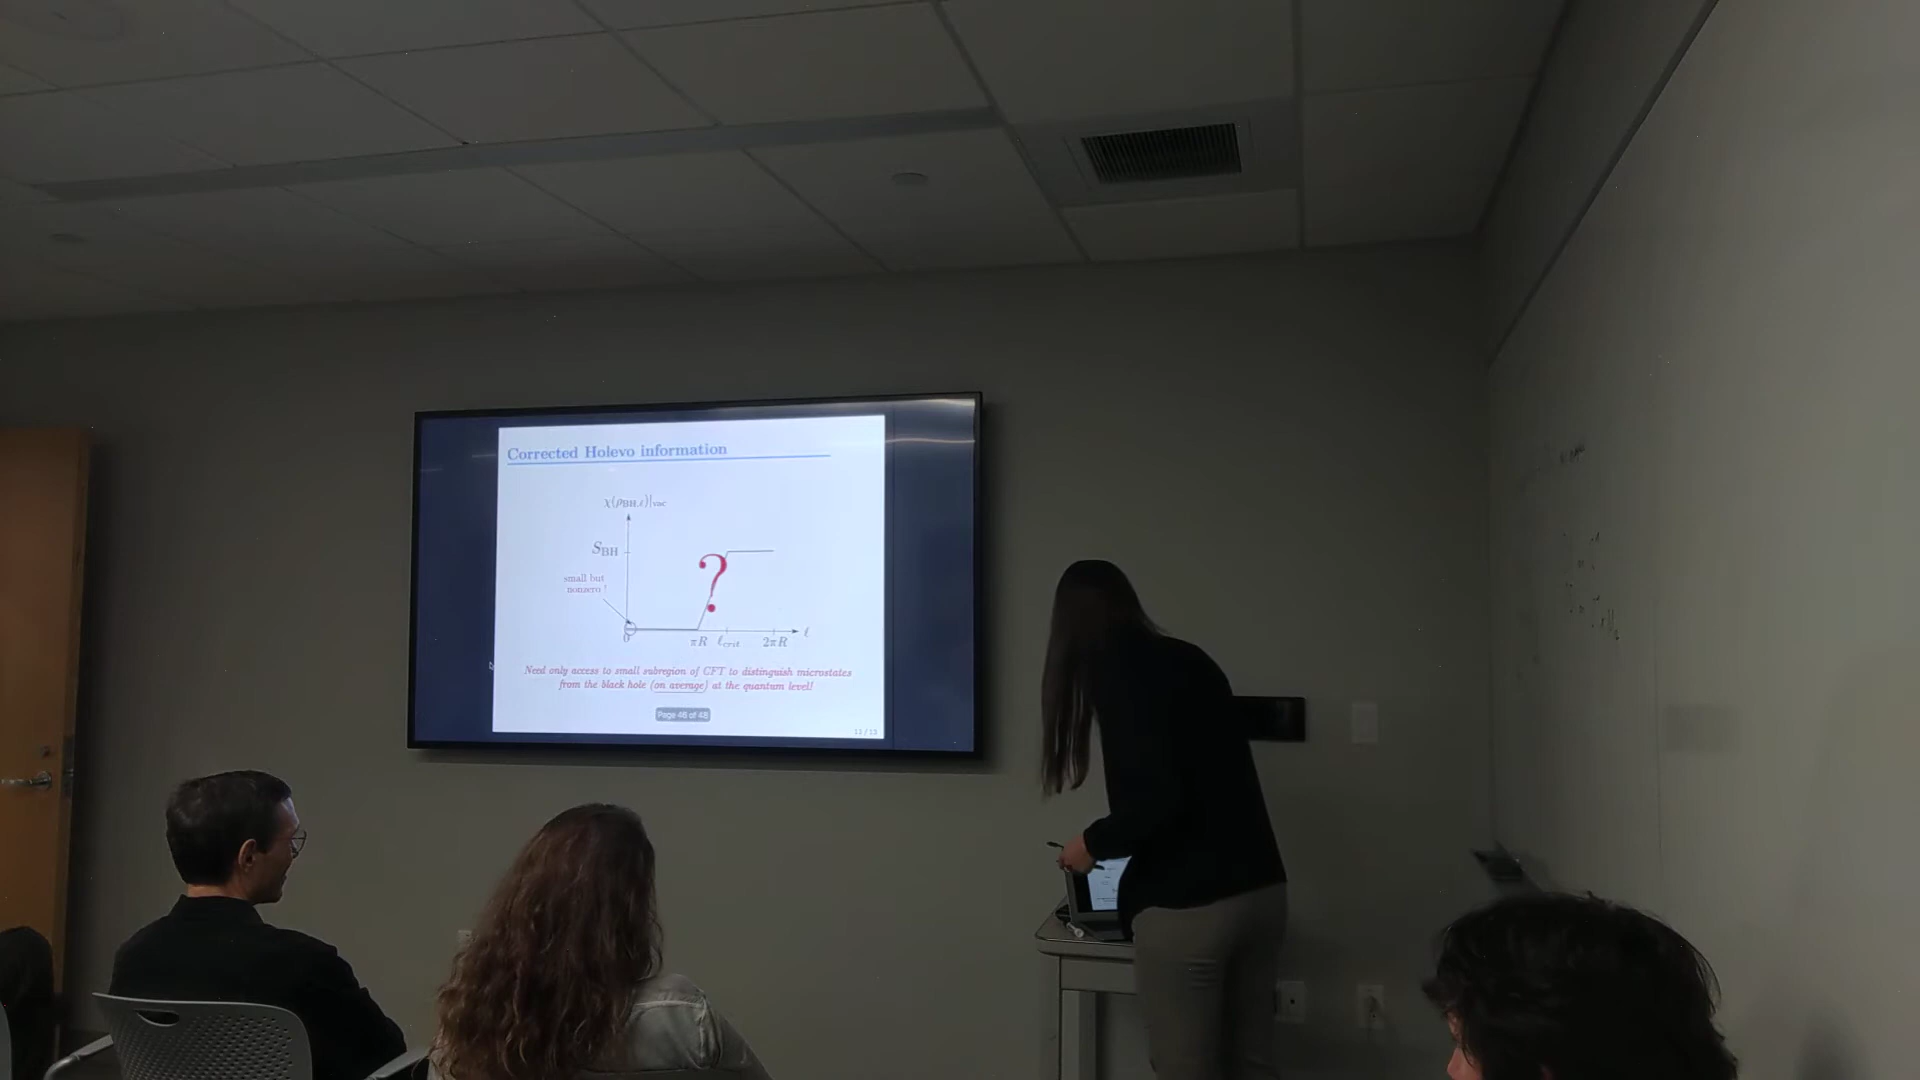 Corrected Holevo information
χ(ρBH,ℓ)|vac
SBH
small but
nonzero !
?
0
πR ℓcrit 2πR
ℓ
Need only access to small subregion of CFT to distinguish microstates
from the black hole (on average) at the quantum level!
Page 46 of 48